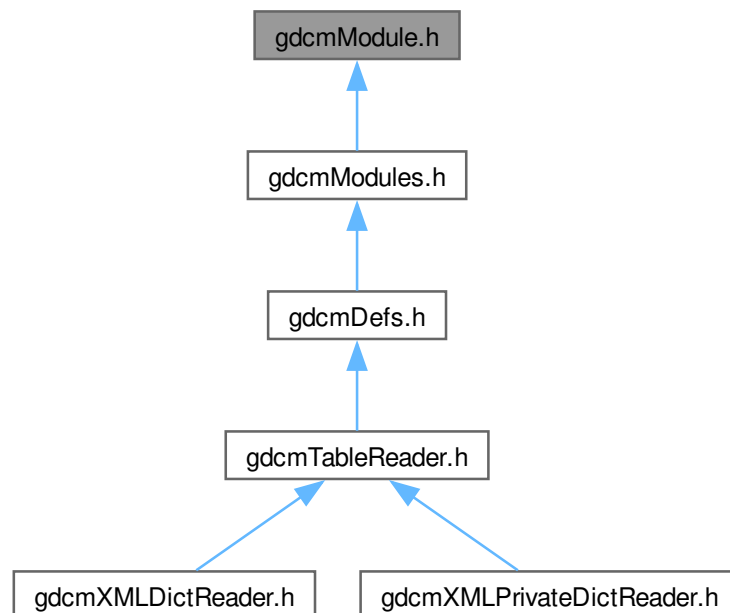 gdcmModule.h
gdcmModules.h
gdcmDefs.h
gdcmTableReader.h
gdcmXMLDictReader.h
gdcmXMLPrivateDictReader.h